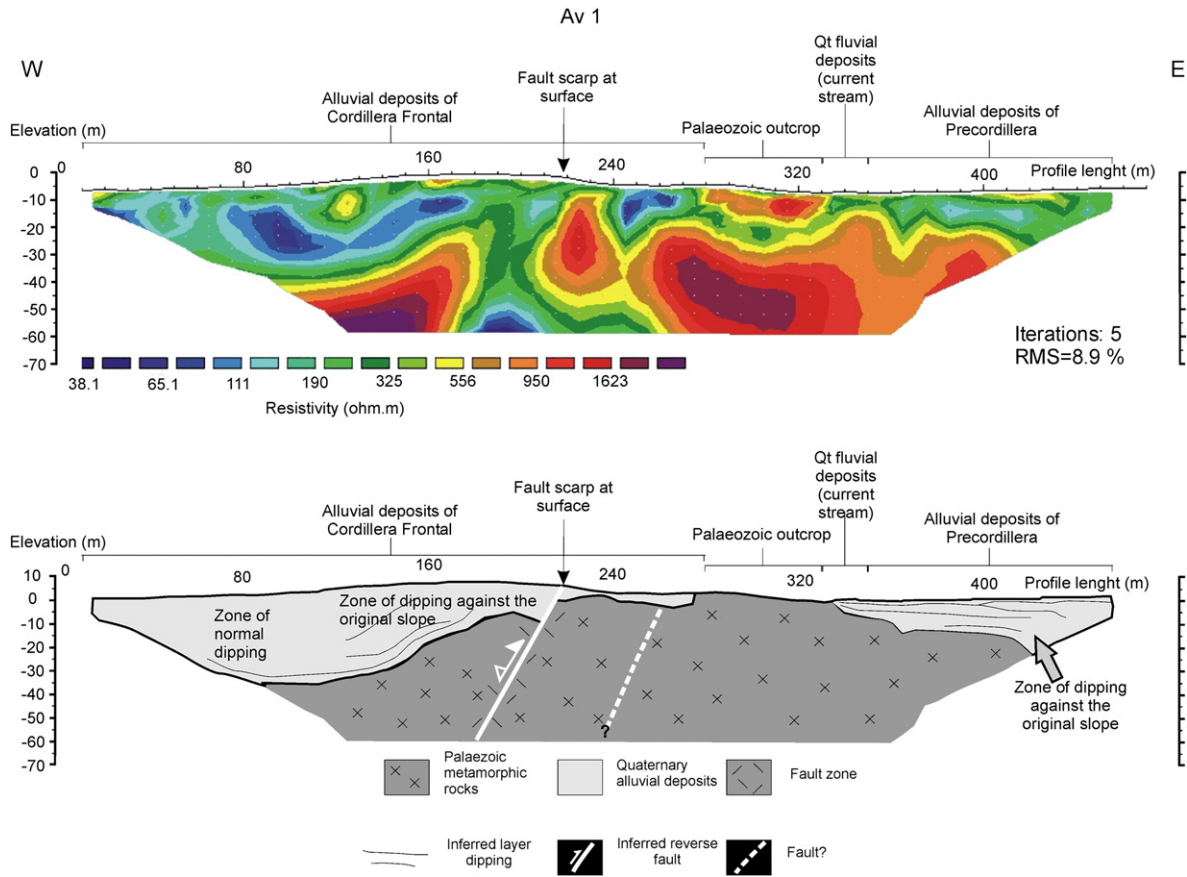 Av 1
W
E
Qt fluvial
deposits
(current
stream)
Fault scarp at
surface
Alluvial deposits of
Cordillera Frontal
Alluvial deposits of
Precordillera
Palaeozoic outcrop
Elevation (m)
Profile lenght (m)
0 80 160 240 320 400
0
-10
-20
-30
-40
-50
-60
-70
38.1 65.1 111 190 325 556 950 1623
Resistivity (ohm.m)
Iterations: 5
RMS=8.9 %
Qt fluvial
deposits
(current
stream)
Fault scarp at
surface
Alluvial deposits of
Cordillera Frontal
Alluvial deposits of
Precordillera
Palaeozoic outcrop
Elevation (m)
Profile lenght (m)
0 80 160 240 320 400
10
0
-10
-20
-30
-40
-50
-60
-70
Zone of
normal
dipping
Zone of dipping against the
original slope
?
Zone of dipping
against the
original slope
Palaezoic
metamorphic
rocks
Quaternary
alluvial deposits
Fault zone
Inferred layer
dipping
Inferred reverse
fault
Fault?